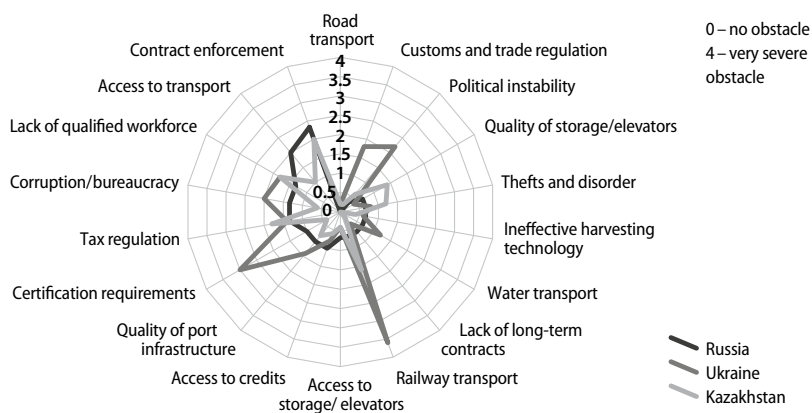 Road
transport
Contract enforcement
Customs and trade regulation
0 – no obstacle
4 – very severe
obstacle
Access to transport
Political instability
Lack of qualified workforce
Quality of storage/elevators
Corruption/bureaucracy
Thefts and disorder
Tax regulation
Ineffective harvesting
technology
Certification requirements
Water transport
Quality of port
infrastructure
Lack of long-term
contracts
Access to credits
Access to
storage/ elevators
Railway transport
4
3.5
3
2.5
2
1.5
1
0.5
0
Russia
Ukraine
Kazakhstan